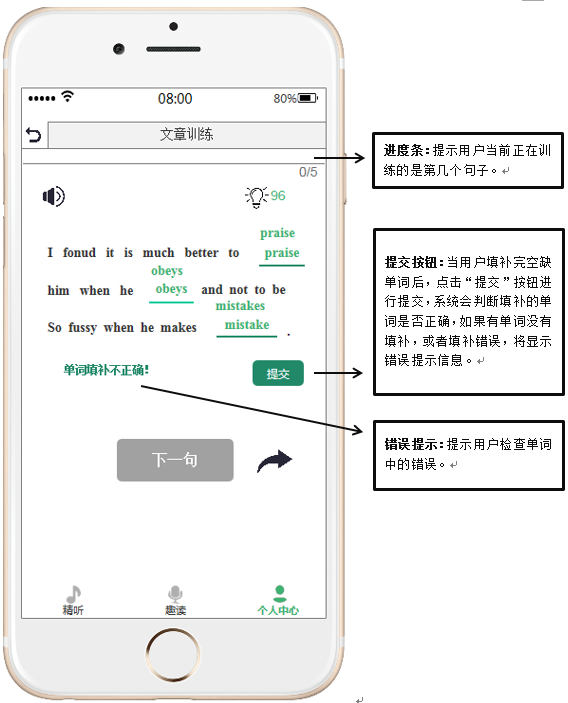 08:00
80%
文章训练
0/5
96
praise
I fonud it is much better to praise
obeys
him when he obeys and not to be
mistakes
So fussy when he makes mistake .
单词填补不正确!
提交
下一句
精听
趣读
个人中心
进度条:提示用户当前正在训
练的是第几个句子。
提交按钮:当用户填补完空缺
单词后,点击“提交”按钮进
行提交,系统会判断填补的单
词是否正确,如果有单词没有
填补,或者填补错误,将显示
错误提示信息。
错误提示:提示用户检查单词
中的错误。